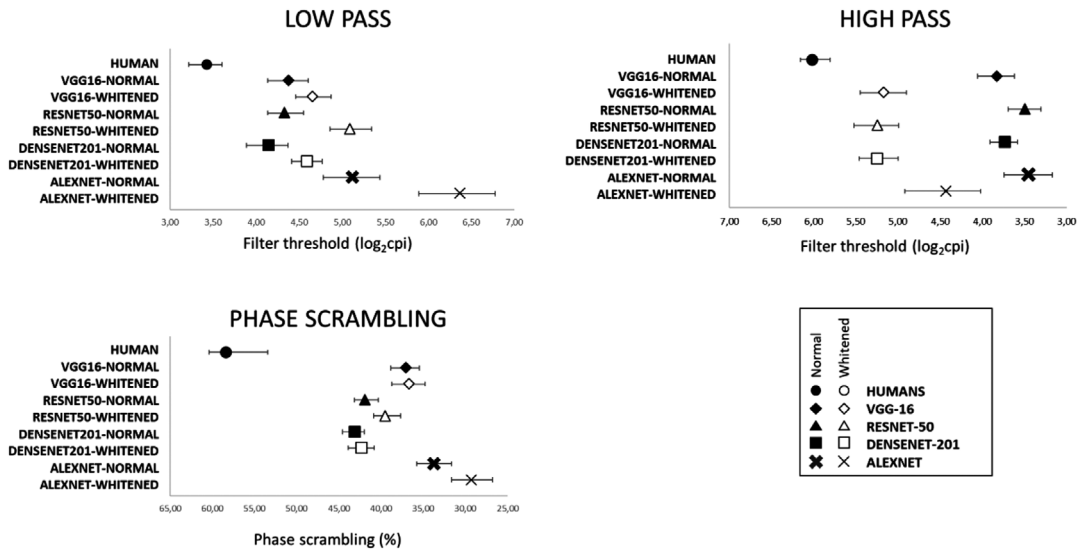 LOW PASS
HUMAN
VGG16-NORMAL
VGG16-WHITENED
RESNET50-NORMAL
RESNET50-WHITENED
DENSENET201-NORMAL
DENSENET201-WHITENED
ALEXNET-NORMAL
ALEXNET-WHITENED
3,00 3,50 4,00 4,50 5,00 5,50 6,00 6,50 7,00
Filter threshold (log₂cpi)
HIGH PASS
HUMAN
VGG16-NORMAL
VGG16-WHITENED
RESNET50-NORMAL
RESNET50-WHITENED
DENSENET201-NORMAL
DENSENET201-WHITENED
ALEXNET-NORMAL
ALEXNET-WHITENED
7,00 6,00 5,50 5,00 4,50 4,00 3,50 3,00
Filter threshold (log₂cpi)
PHASE SCRAMBLING
HUMAN
VGG16-NORMAL
VGG16-WHITENED
RESNET50-NORMAL
RESNET50-WHITENED
DENSENET201-NORMAL
DENSENET201-WHITENED
ALEXNET-NORMAL
ALEXNET-WHITENED
65,00 60,00 50,00 45,00 40,00 35,00 30,00 25,00
Phase scrambling (%)
Normal
Whitened
HUMANS
VGG-16
RESNET-50
DENSENET-201
ALEXNET